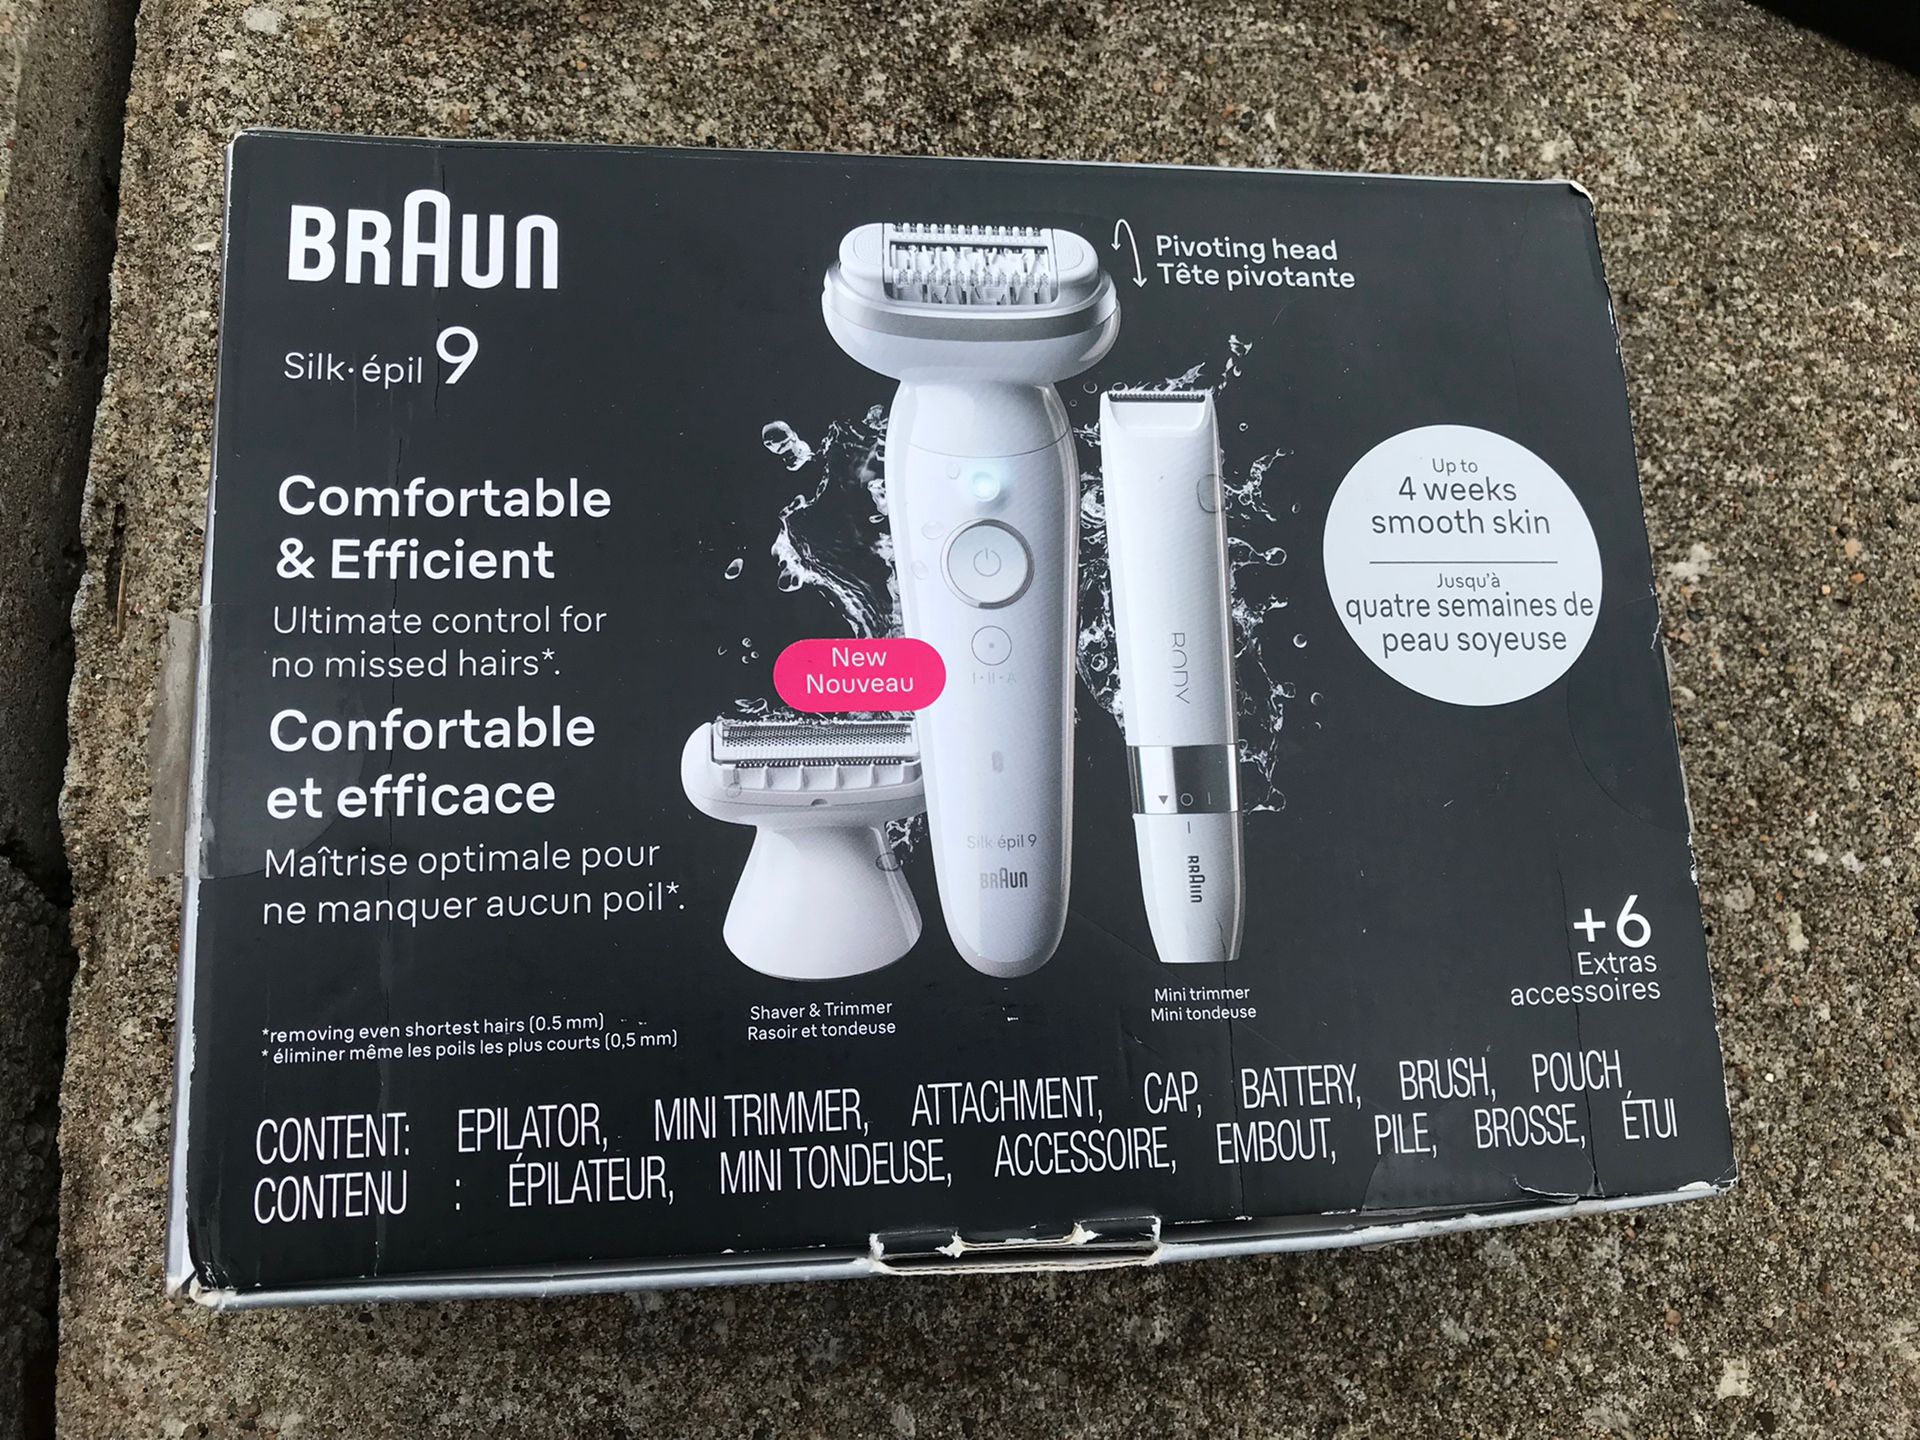 BRAUN
Silk·épil 9
Comfortable
& Efficient
Ultimate control for
no missed hairs*.
Confortable
et efficace
Maîtrise optimale pour
ne manquer aucun poil*.
*removing even shortest hairs (0.5 mm)
* éliminer même les poils les plus courts (0,5 mm)
Pivoting head
Tête pivotante
New
Nouveau
I·II·A
Silk·épil 9
BRAUN
BODY
BRAUN
Shaver & Trimmer
Rasoir et tondeuse
Mini trimmer
Mini tondeuse
Up to
4 weeks
smooth skin
Jusqu'à
quatre semaines de
peau soyeuse
+6
Extras
accessoires
CONTENT: EPILATOR, MINI TRIMMER, ATTACHMENT, CAP, BATTERY, BRUSH, POUCH
CONTENU : ÉPILATEUR, MINI TONDEUSE, ACCESSOIRE, EMBOUT, PILE, BROSSE, ÉTUI